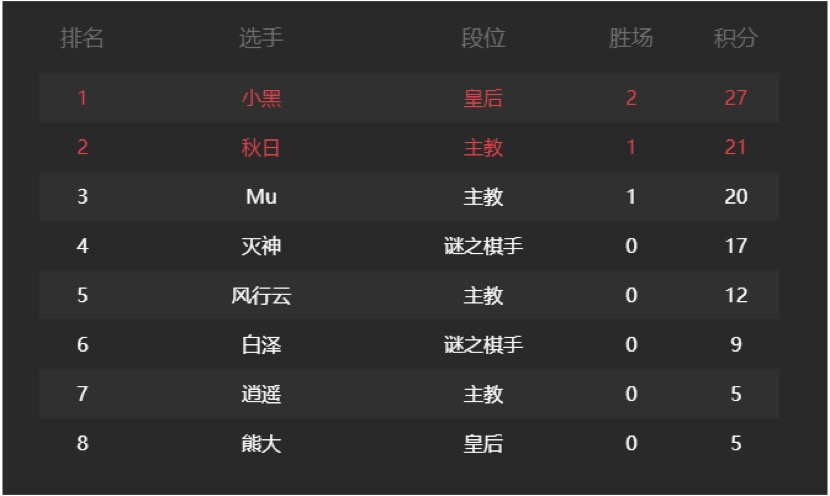 排名 选手 段位 胜场 积分
1 小黑 皇后 2 27
2 秋日 主教 1 21
3 Mu 主教 1 20
4 灭神 谜之棋手 0 17
5 风行云 主教 0 12
6 白泽 谜之棋手 0 9
7 逍遥 主教 0 5
8 熊大 皇后 0 5